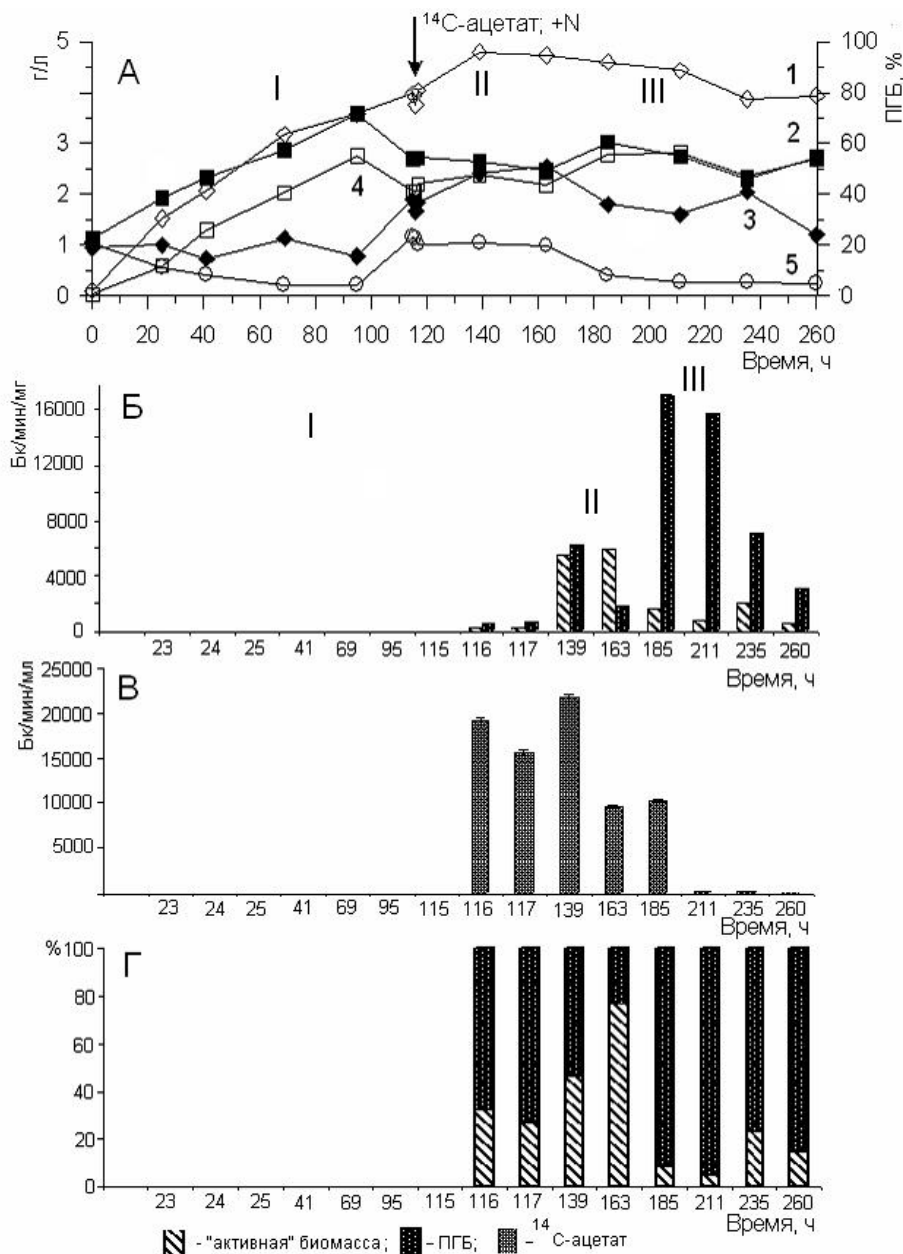 ¹⁴С-ацетат; +N
А
г/л
ПГБ, %
5
4
3
2
1
0
100
80
60
40
20
0
I
II
III
1
2
3
4
5
0 20 40 60 80 100 120 140 160 180 200 220 240 260
Время, ч
Б
Бк/мин/мг
16000
12000
8000
4000
0
I
II
III
23 24 25 41 69 95 115 116 117 139 163 185 211 235 260
Время, ч
В
Бк/мин/мл
25000
20000
15000
10000
5000
23 24 25 41 69 95 115 116 117 139 163 185 211 235 260
Время, ч
Г
%100
80
60
40
20
0
23 24 25 41 69 95 115 116 117 139 163 185 211 235 260
Время, ч
- "активная" биомасса; – ПГБ; – ¹⁴С-ацетат